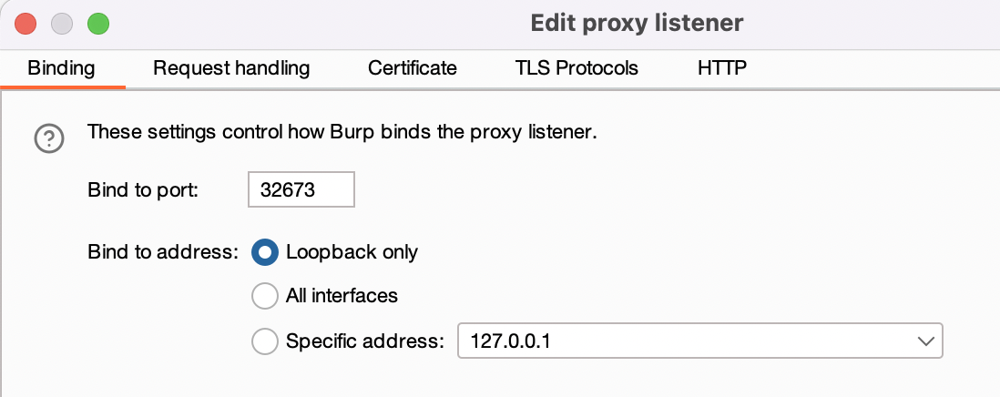 Edit proxy listener
Binding Request handling Certificate TLS Protocols HTTP
? These settings control how Burp binds the proxy listener.
Bind to port: 32673
Bind to address: Loopback only
All interfaces
Specific address: 127.0.0.1